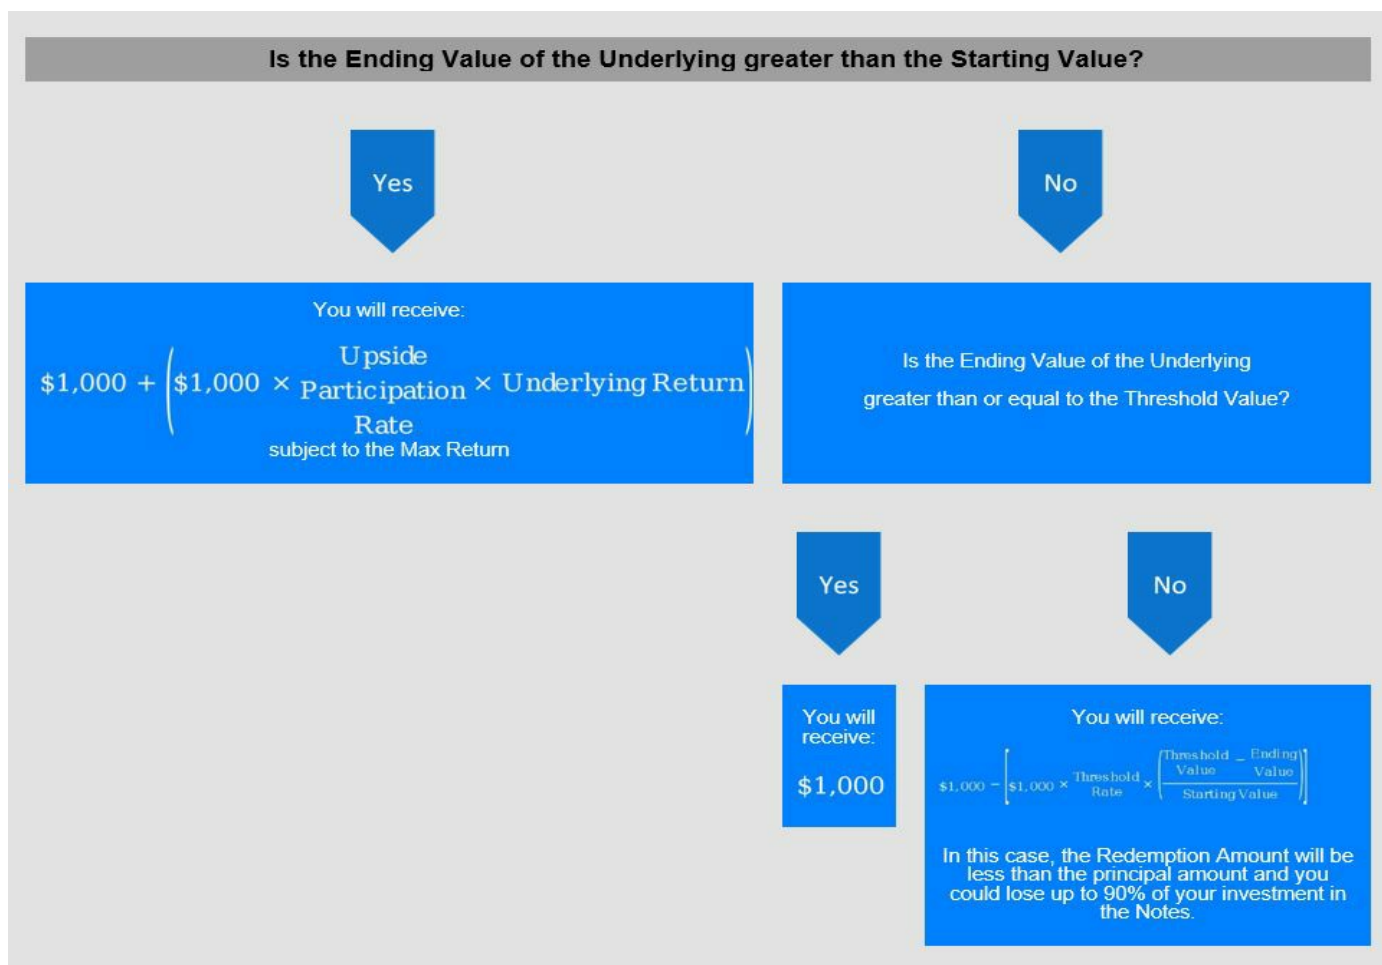 Is the Ending Value of the Underlying greater than the Starting Value?
Yes
No
You will receive:
$1,000 + ($1,000 × Upside Participation Rate × Underlying Return)
subject to the Max Return
Is the Ending Value of the Underlying
greater than or equal to the Threshold Value?
Yes
No
You will
receive:
$1,000
You will receive:
$1,000 − [$1,000 × Threshold Rate × (Threshold Value − Ending Value / Starting Value)]
In this case, the Redemption Amount will be
less than the principal amount and you
could lose up to 90% of your investment in
the Notes.